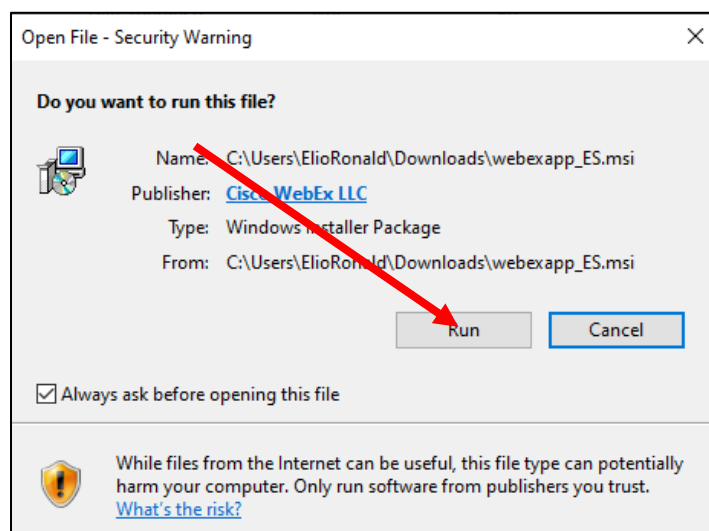 Open File - Security Warning
Do you want to run this file?
Name: C:\Users\ElioRonald\Downloads\webexapp_ES.msi
Publisher: Cisco WebEx LLC
Type: Windows Installer Package
From: C:\Users\ElioRonald\Downloads\webexapp_ES.msi
Run Cancel
Always ask before opening this file
While files from the Internet can be useful, this file type can potentially
harm your computer. Only run software from publishers you trust.
What's the risk?